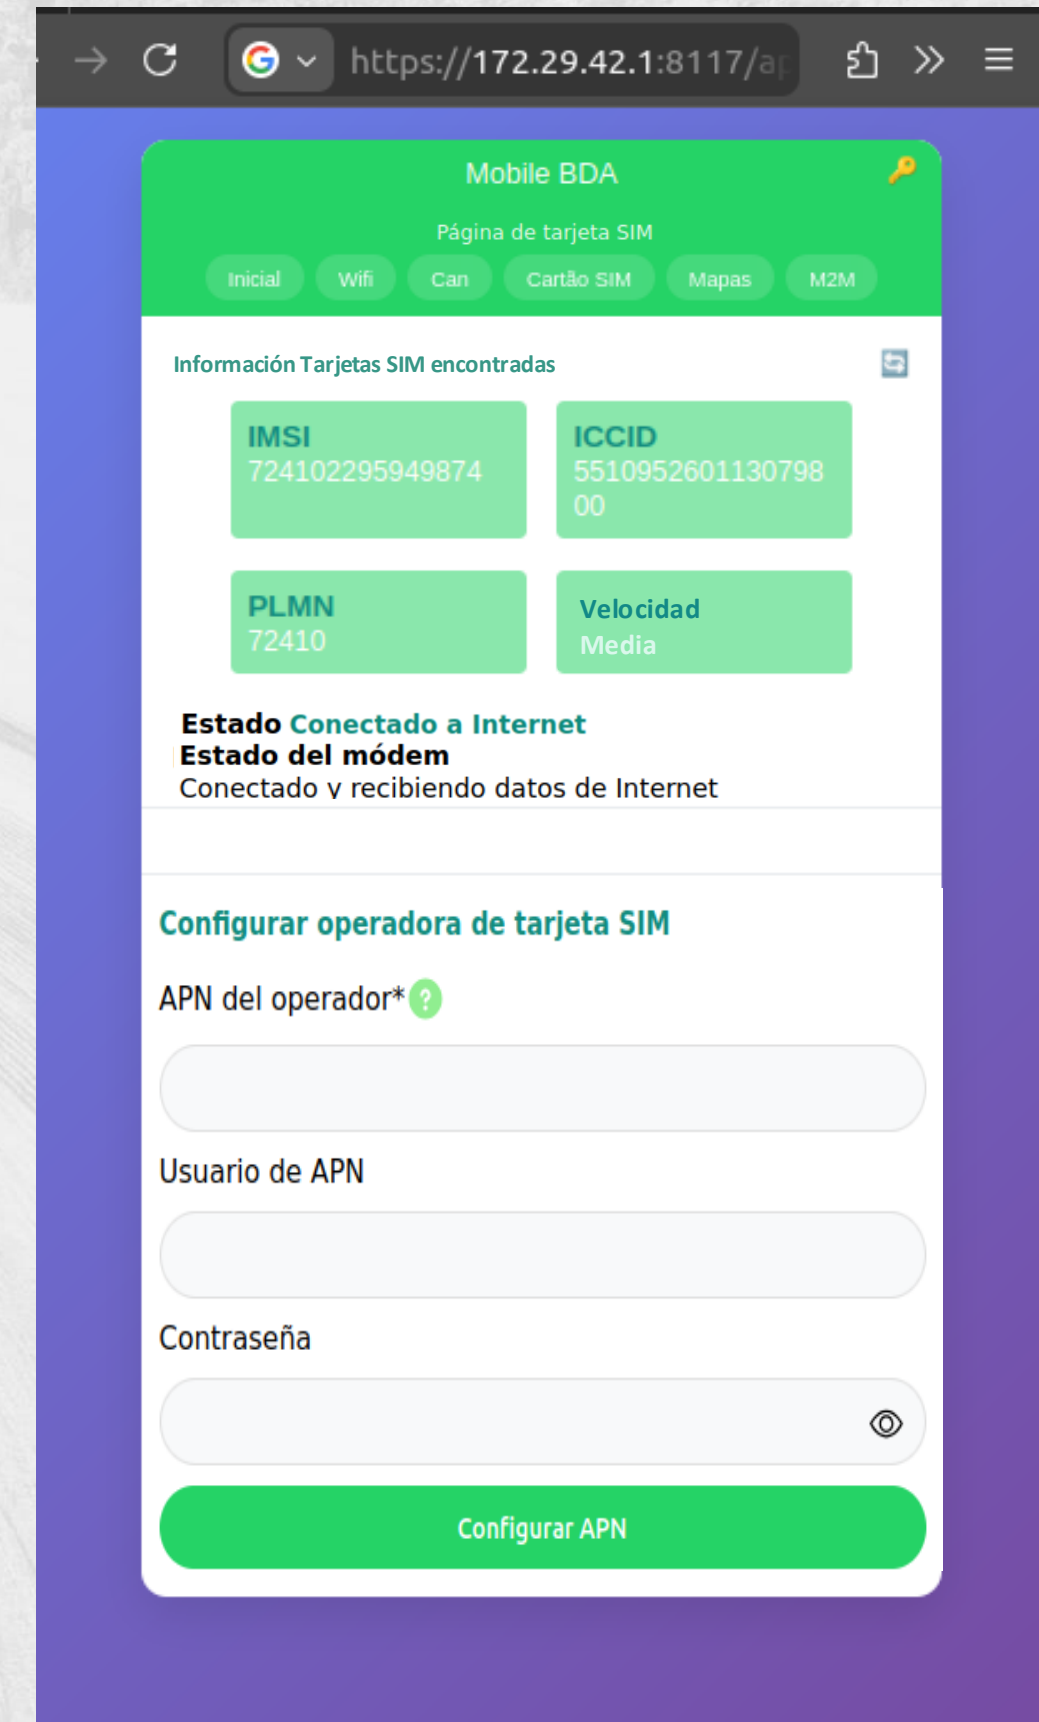 https://172.29.42.1:8117/ap
Mobile BDA
Página de tarjeta SIM
Inicial Wifi Can Cartão SIM Mapas M2M
Información Tarjetas SIM encontradas
IMSI
724102295949874
ICCID
5510952601130798
00
PLMN
72410
Velocidad
Media
Estado Conectado a Internet
Estado del módem
Conectado y recibiendo datos de Internet
Configurar operadora de tarjeta SIM
APN del operador* ?
Usuario de APN
Contraseña
Configurar APN